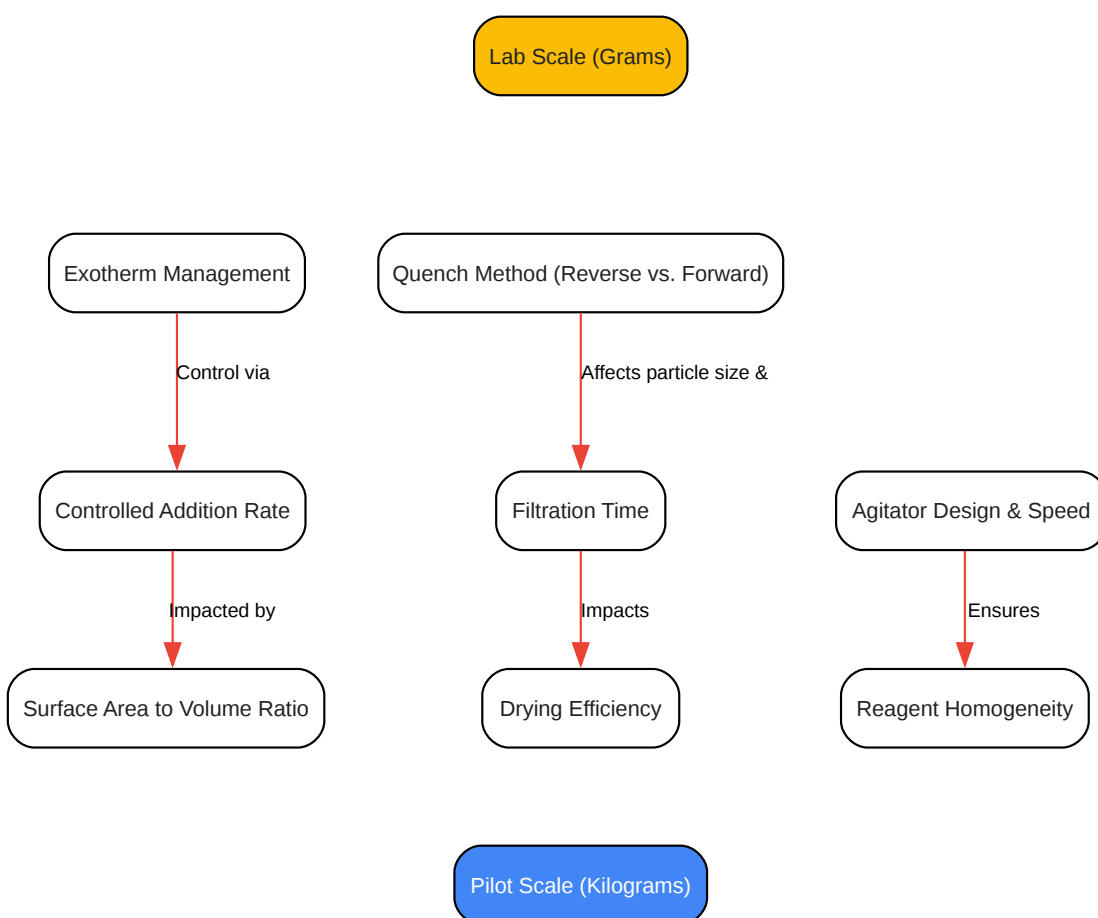 Lab Scale (Grams)
Exotherm Management
Quench Method (Reverse vs. Forward)
Control via
Affects particle size &
Controlled Addition Rate
Filtration Time
Agitator Design & Speed
Impacted by
Impacts
Ensures
Surface Area to Volume Ratio
Drying Efficiency
Reagent Homogeneity
Pilot Scale (Kilograms)